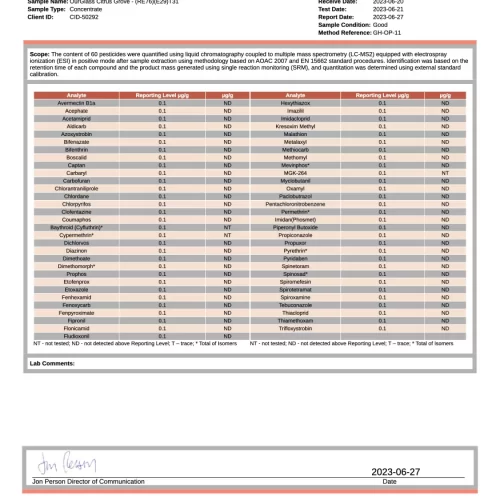 Sample Name: OurGlass Citrus Grove - (RE76)(E29)T31
Sample Type: Concentrate
Client ID: CID-50292
Receive Date: 2023-06-20
Test Date: 2023-06-21
Report Date: 2023-06-27
Sample Condition: Good
Method Reference: GH-OP-11
Scope: The content of 60 pesticides were quantified using liquid chromatography coupled to multiple mass spectrometry (LC-MS2) with electrospray
ionization (ESI) in positive mode after sample extraction using methodology based on AOAC 2007 and EN 15662 standard procedures. Identification was based on the
retention time of each compound and the product mass generated using single reaction monitoring (SRM), and quantitation was determined using external standard
calibration.
Analyte Reporting Level µg/g µg/g Analyte Reporting Level µg/g µg/g
Avermectin B1a 0.1 ND Hexythiazox 0.1 ND
Acephate 0.1 ND Imazilil 0.1 ND
Acetamiprid 0.1 ND Imidacloprid 0.1 ND
Aldicarb 0.1 ND Kresoxim Methyl 0.1 ND
Azoxystrobin 0.1 ND Malathien 0.1 ND
Bifenazate 0.1 ND Metalaxyl 0.1 ND
Bifenthrin 0.1 ND Methiocarb 0.1 ND
Boscalid 0.1 ND Methomyl 0.1 ND
Captan 0.1 ND Mevinphos* 0.1 ND
Carbaryl 0.1 ND MGK-264 0.1 NT
Carbofuran 0.1 ND Myclobutanil 0.1 ND
Chlorantraniliprole 0.1 ND Oxamyl 0.1 ND
Chlordane 0.1 ND Paclobutrazol 0.1 ND
Chlorpyrifos 0.1 ND Pentachloronitrobenzene 0.1 ND
Clofentezine 0.1 ND Permethrin* 0.1 ND
Coumaphos 0.1 ND Imidan(Phosmet) 0.1 ND
Baythroid (Cyfluthrin)* 0.1 NT Piperonyl Butoxide 0.1 ND
Cypermethrin* 0.1 NT Propiconazole 0.1 ND
Dichlorvos 0.1 ND Propuxor 0.1 ND
Diazinon 0.1 ND Pyrethrin* 0.1 ND
Dimethoate 0.1 ND Pyridaben 0.1 ND
Dimethomorph* 0.1 ND Spinetoram 0.1 ND
Prophos 0.1 ND Spinosad* 0.1 ND
Etofenprox 0.1 ND Spiromefesin 0.1 ND
Etoxazole 0.1 ND Spirotetramat 0.1 ND
Fenhexamid 0.1 ND Spiroxamine 0.1 ND
Fenoxycarb 0.1 ND Tebuconazole 0.1 ND
Fenpyroximate 0.1 ND Thiacloprid 0.1 ND
Fipronil 0.1 ND Thiamethoxam 0.1 ND
Flonicamid 0.1 ND Trifloxystrobin 0.1 ND
Fludioxonil 0.1 ND
NT - not tested; ND - not detected above Reporting Level; T – trace; * Total of Isomers NT - not tested; ND - not detected above Reporting Level; T – trace; * Total of Isomers
Lab Comments:
Jon Person
2023-06-27
Jon Person Director of Communication Date